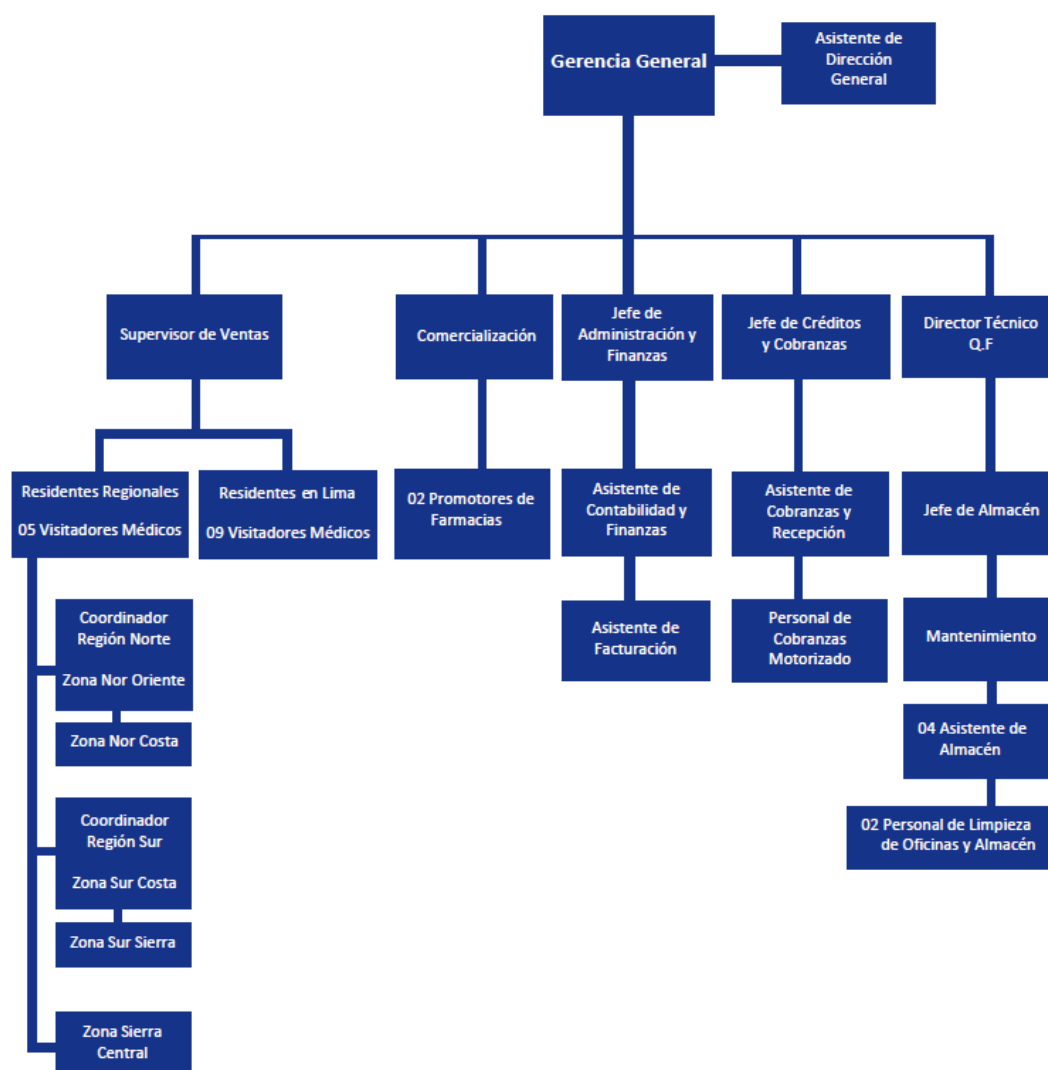 Gerencia General
Asistente de
Dirección
General
Supervisor de Ventas
Comercialización
Jefe de
Administración y
Finanzas
Jefe de Créditos
y Cobranzas
Director Técnico
Q.F
Residentes Regionales
05 Visitadores Médicos
Residentes en Lima
09 Visitadores Médicos
02 Promotores de
Farmacias
Asistente de
Contabilidad y
Finanzas
Asistente de
Cobranzas y
Recepción
Jefe de Almacén
Coordinador
Región Norte
Zona Nor Oriente
Zona Nor Costa
Asistente de
Facturación
Personal de
Cobranzas
Motorizado
Mantenimiento
04 Asistente de
Almacén
02 Personal de Limpieza
de Oficinas y Almacén
Coordinador
Región Sur
Zona Sur Costa
Zona Sur Sierra
Zona Sierra
Central